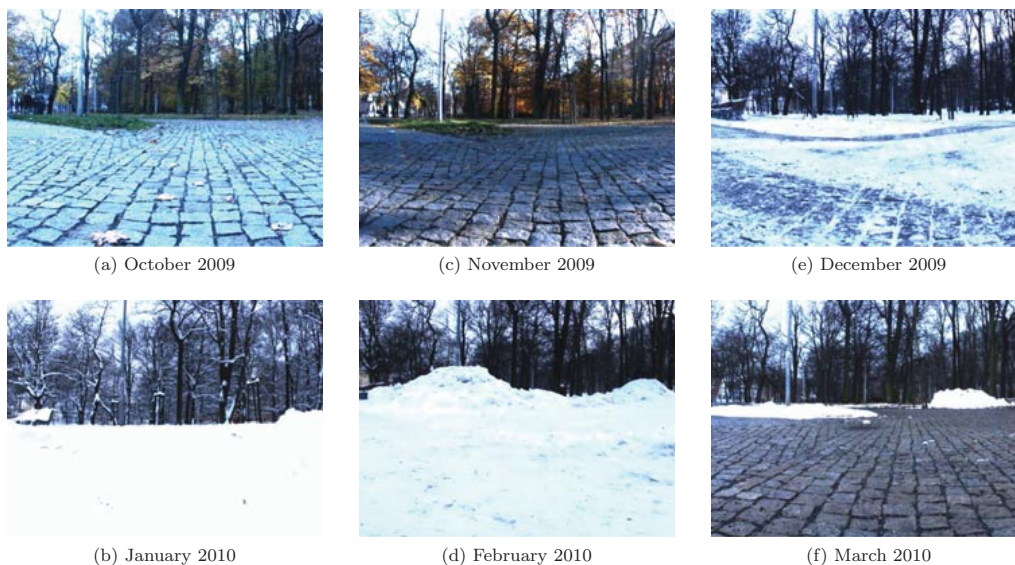 (a) October 2009
(c) November 2009
(e) December 2009
(b) January 2010
(d) February 2010
(f) March 2010